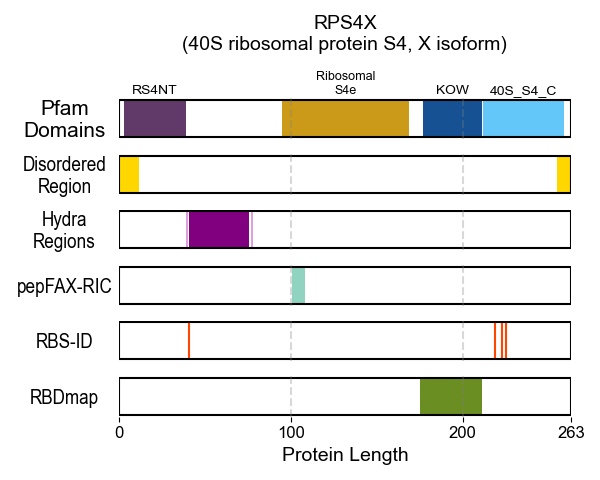 RPS4X
(40S ribosomal protein S4, X isoform)
Ribosomal
RS4NT S4e KOW 40S_S4_C
Pfam
Domains
Disordered
Region
Hydra
Regions
pepFAX-RIC
RBS-ID
RBDmap
0 100 200 263
Protein Length